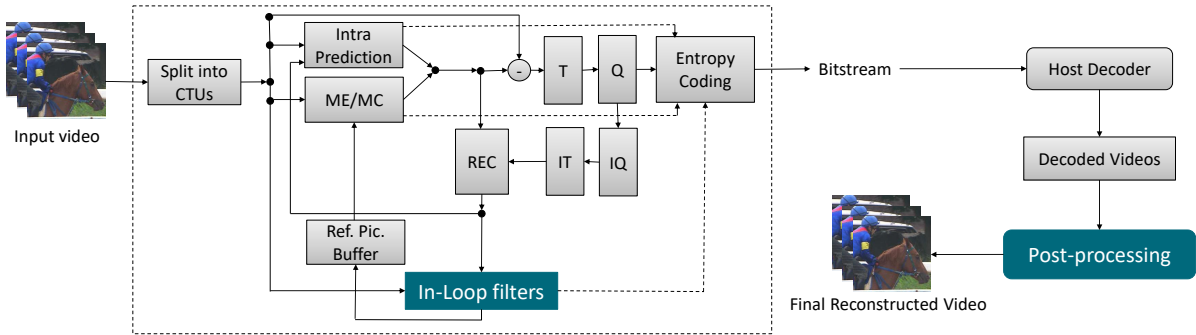 Input video
Split into
CTUs
Intra
Prediction
ME/MC
-
T
Q
Entropy
Coding
REC
IT
IQ
Ref. Pic.
Buffer
In-Loop filters
Bitstream
Host Decoder
Decoded Videos
Post-processing
Final Reconstructed Video